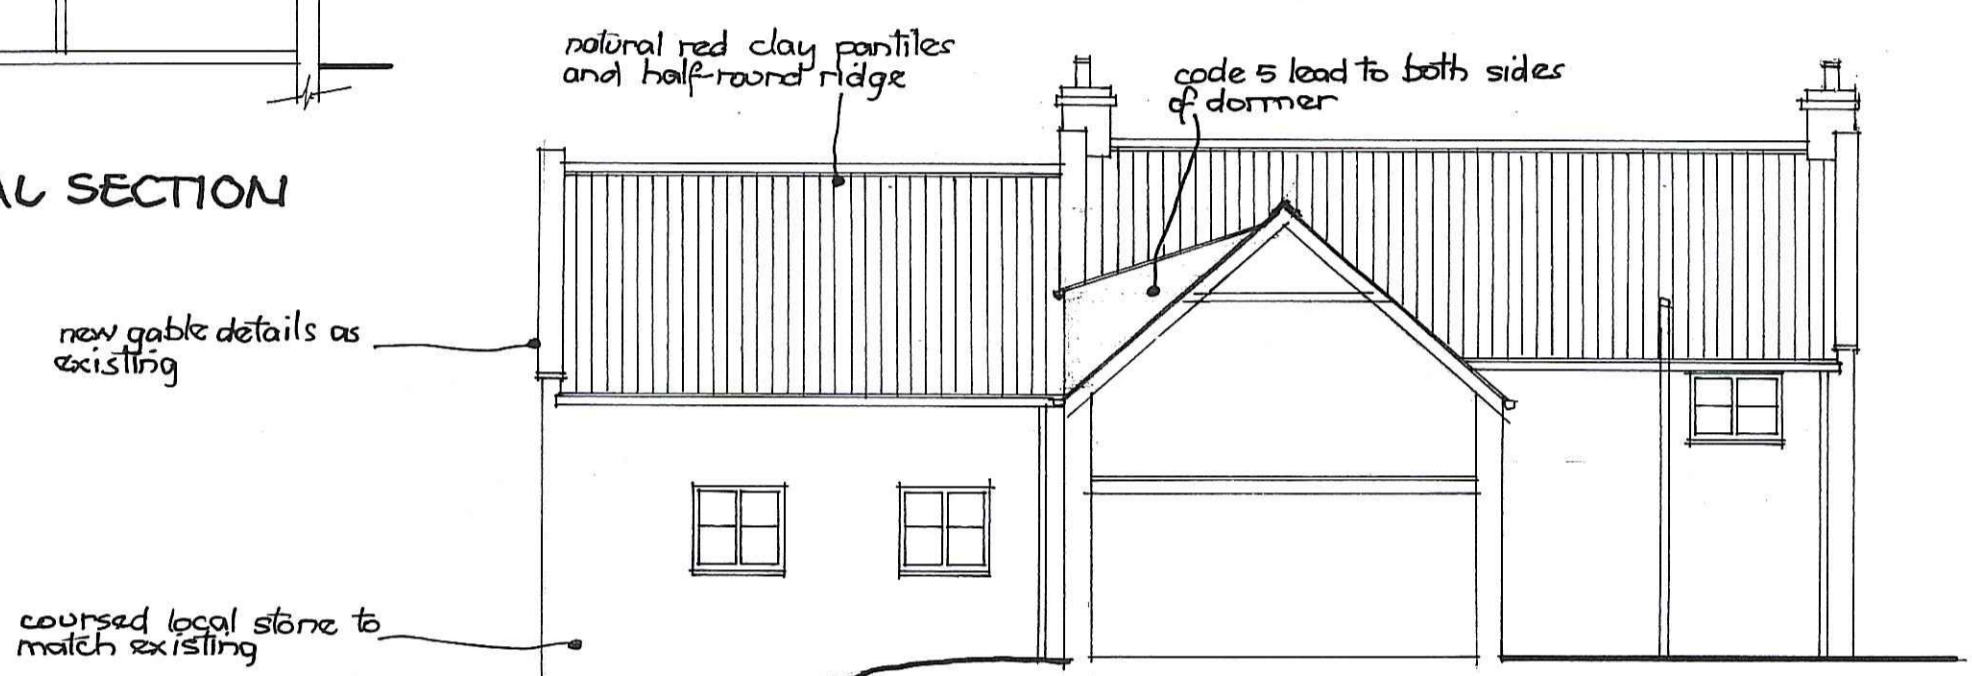 natural red clay pantiles
and half-round ridge
code 5 lead to both sides
of dormer
AL SECTION
new gable details as
existing
coursed local stone to
match existing